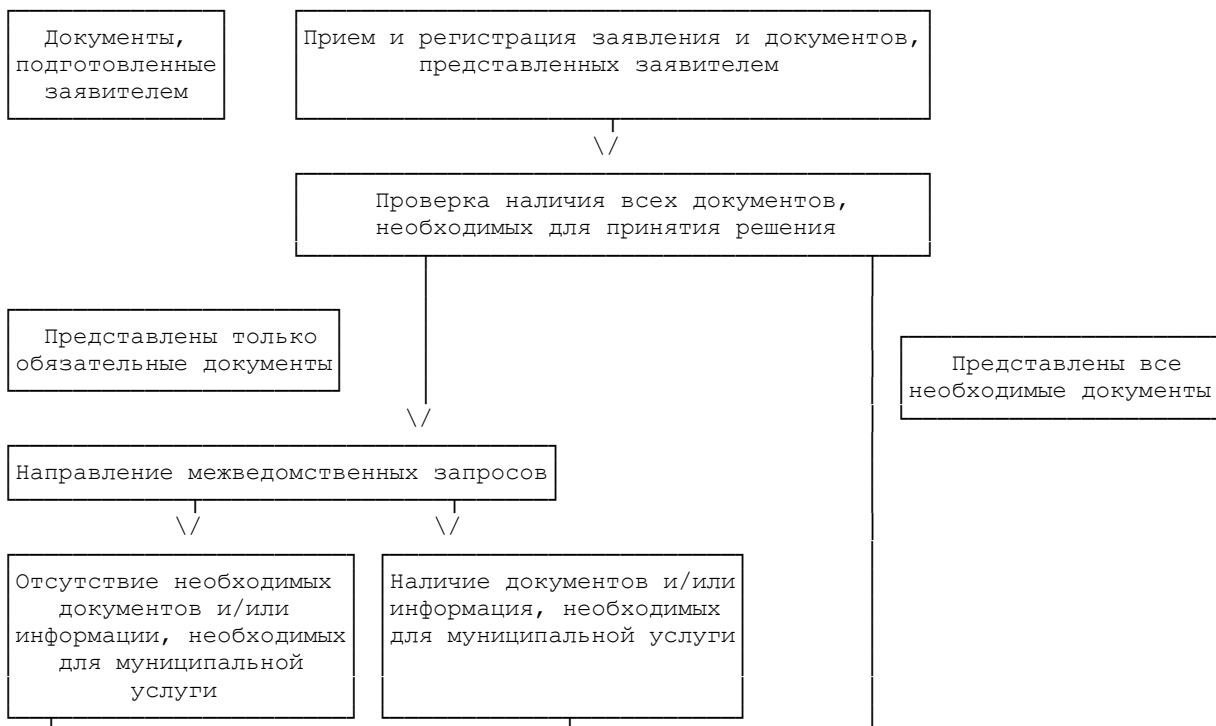 Документы,
подготовленные
заявителем
Прием и регистрация заявления и документов,
представленных заявителем
\/
Проверка наличия всех документов,
необходимых для принятия решения
Представлены только
обязательные документы
Представлены все
необходимые документы
\/
Направление межведомственных запросов
\/ \/
Отсутствие необходимых
документов и/или
информации, необходимых
для муниципальной
услуги
Наличие документов и/или
информация, необходимых
для муниципальной услуги